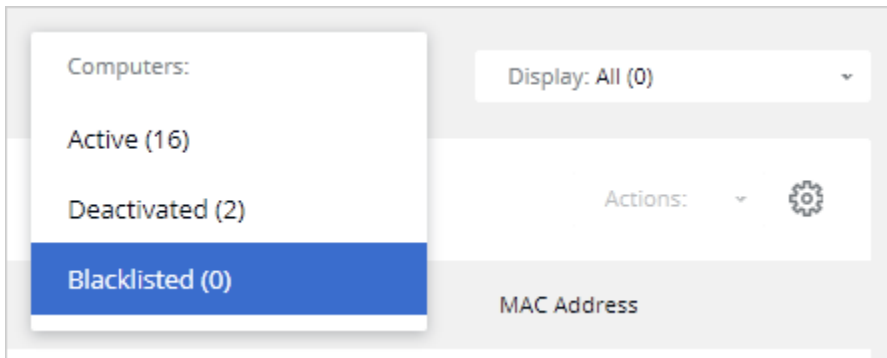 Computers:
Display: All (0)
Active (16)
Deactivated (2)
Actions:
Blacklisted (0)
MAC Address